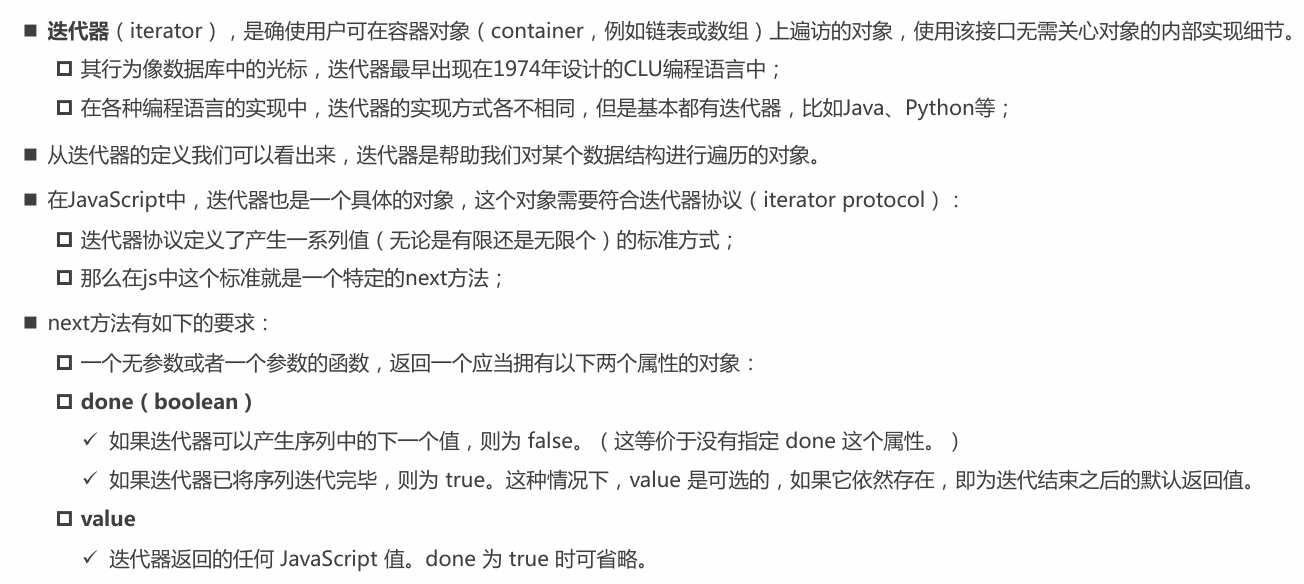 迭代器（iterator），是确使用户可在容器对象（container，例如链表或数组）上遍访的对象，使用该接口无需关心对象的内部实现细节。
其行为像数据库中的光标，迭代器最早出现在1974年设计的CLU编程语言中；
在各种编程语言的实现中，迭代器的实现方式各不相同，但是基本都有迭代器，比如Java、Python等；
从迭代器的定义我们可以看出来，迭代器是帮助我们对某个数据结构进行遍历的对象。
在JavaScript中，迭代器也是一个具体的对象，这个对象需要符合迭代器协议（iterator protocol）：
迭代器协议定义了产生一系列值（无论是有限还是无限个）的标准方式；
那么在js中这个标准就是一个特定的next方法；
next方法有如下的要求：
一个无参数或者一个参数的函数，返回一个应当拥有以下两个属性的对象：
done（boolean）
如果迭代器可以产生序列中的下一个值，则为 false。（这等价于没有指定 done 这个属性。）
如果迭代器已将序列迭代完毕，则为 true。这种情况下，value 是可选的，如果它依然存在，即为迭代结束之后的默认返回值。
value
迭代器返回的任何 JavaScript 值。done 为 true 时可省略。